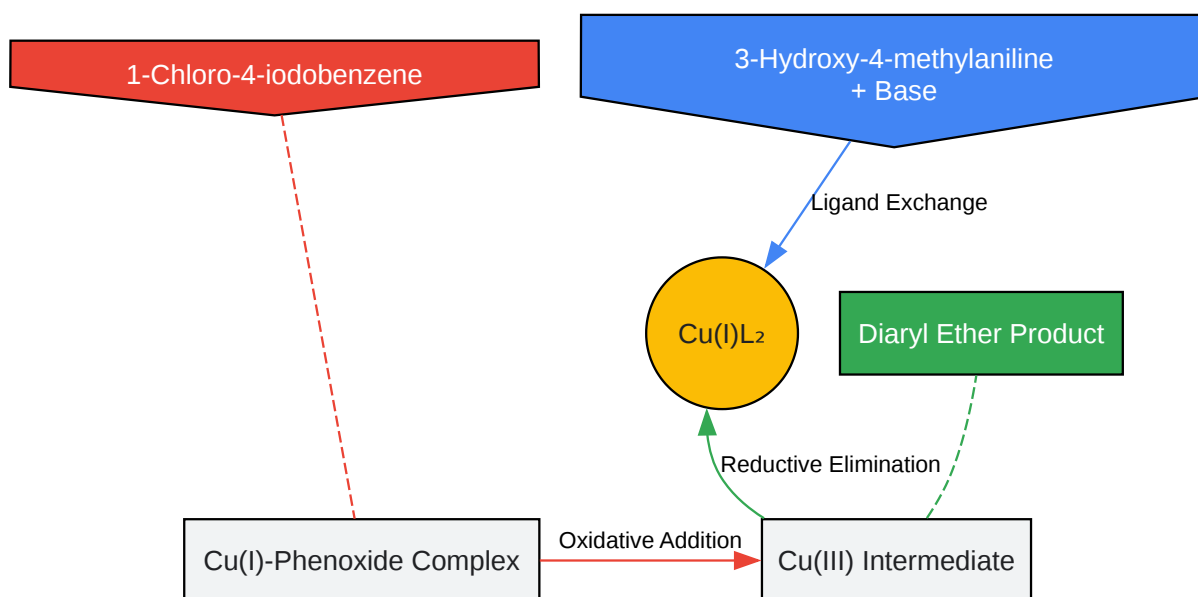 1-Chloro-4-iodobenzene
3-Hydroxy-4-methylaniline
+ Base
Ligand Exchange
Cu(I)L₂
Diaryl Ether Product
Reductive Elimination
Cu(I)-Phenoxide Complex
Oxidative Addition
Cu(III) Intermediate